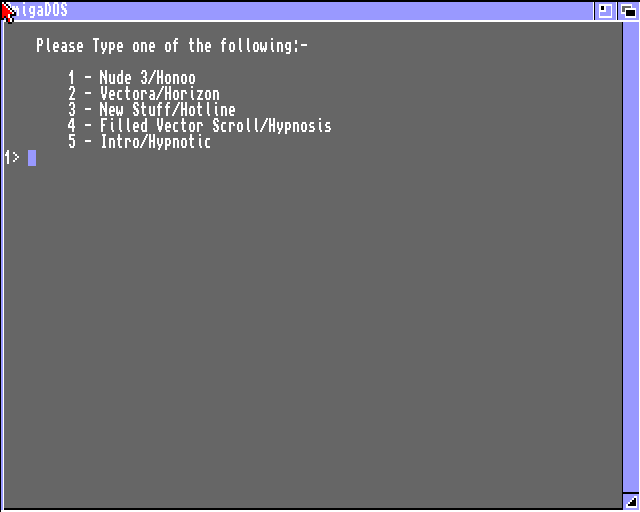 AmigaDOS
Please Type one of the following:-
1 - Nude 3/Honoo
2 - Vectora/Horizon
3 - New Stuff/Hotline
4 - Filled Vector Scroll/Hypnosis
5 - Intro/Hypnotic
1>